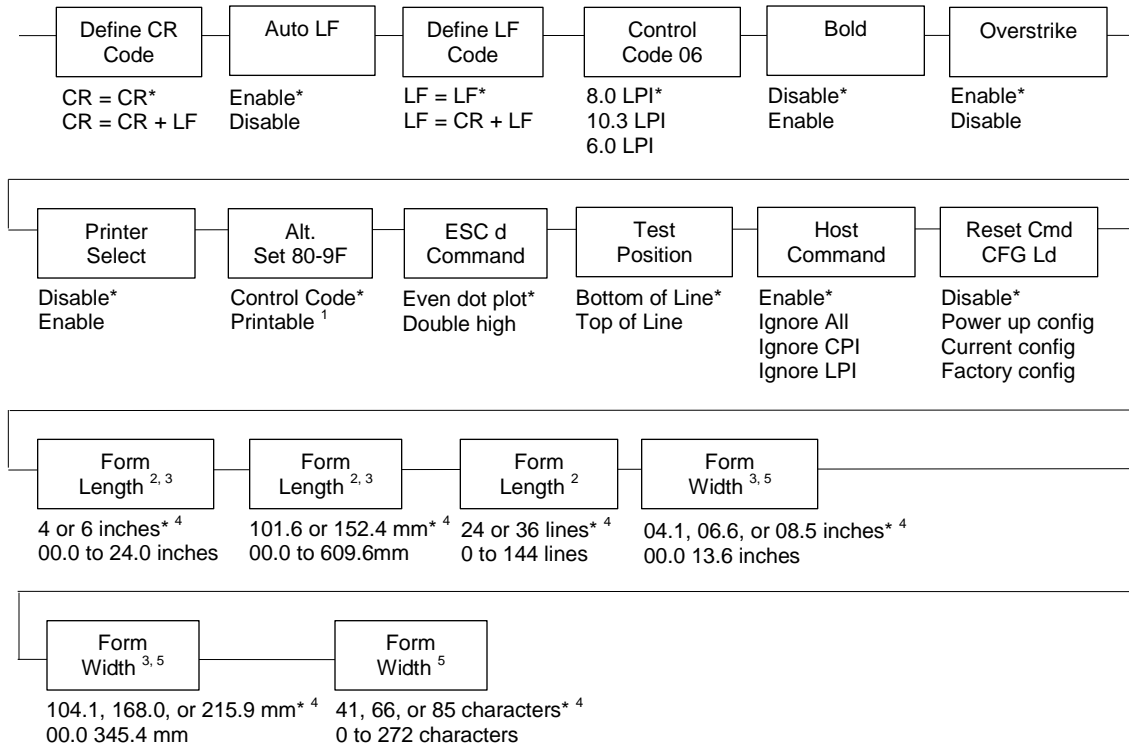 Define CR
Code
CR = CR*
CR = CR + LF
Auto LF
Enable*
Disable
Define LF
Code
LF = LF*
LF = CR + LF
Control
Code 06
8.0 LPI*
10.3 LPI
6.0 LPI
Bold
Disable*
Enable
Overstrike
Enable*
Disable
Printer
Select
Disable*
Enable
Alt.
Set 80-9F
Control Code*
Printable 1
ESC d
Command
Even dot plot*
Double high
Test
Position
Bottom of Line*
Top of Line
Host
Command
Enable*
Ignore All
Ignore CPI
Ignore LPI
Reset Cmd
CFG Ld
Disable*
Power up config
Current config
Factory config
Form
Length 2, 3
4 or 6 inches* 4
00.0 to 24.0 inches
Form
Length 2, 3
101.6 or 152.4 mm* 4
00.0 to 609.6mm
Form
Length 2
24 or 36 lines* 4
0 to 144 lines
Form
Width 3, 5
04.1, 06.6, or 08.5 inches* 4
00.0 13.6 inches
Form
Width 3, 5
104.1, 168.0, or 215.9 mm* 4
00.0 345.4 mm
Form
Width 5
41, 66, or 85 characters* 4
0 to 272 characters